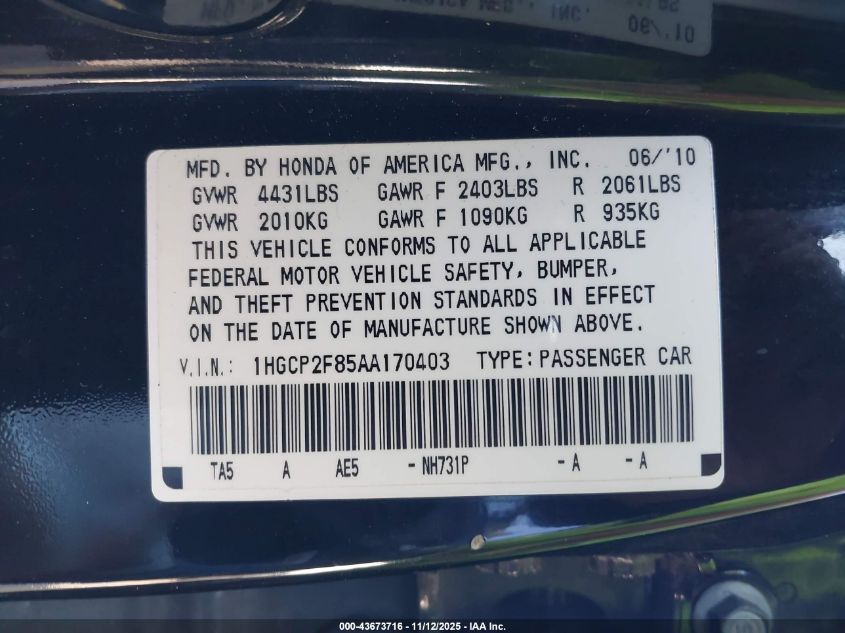 01.'90
MFD. BY HONDA OF AMERICA MFG., INC. 06/'10
GVWR 4431LBS GAWR F 2403LBS R 2061LBS
GVWR 2010KG GAWR F 1090KG R 935KG
THIS VEHICLE CONFORMS TO ALL APPLICABLE
FEDERAL MOTOR VEHICLE SAFETY, BUMPER,
AND THEFT PREVENTION STANDARDS IN EFFECT
ON THE DATE OF MANUFACTURE SHOWN ABOVE.
V.I.N.: 1HGCP2F85AA170403 TYPE: PASSENGER CAR
TA5 A AE5 - NH731P - A - A
000-43673716 - 11/12/2025 - IAA Inc.